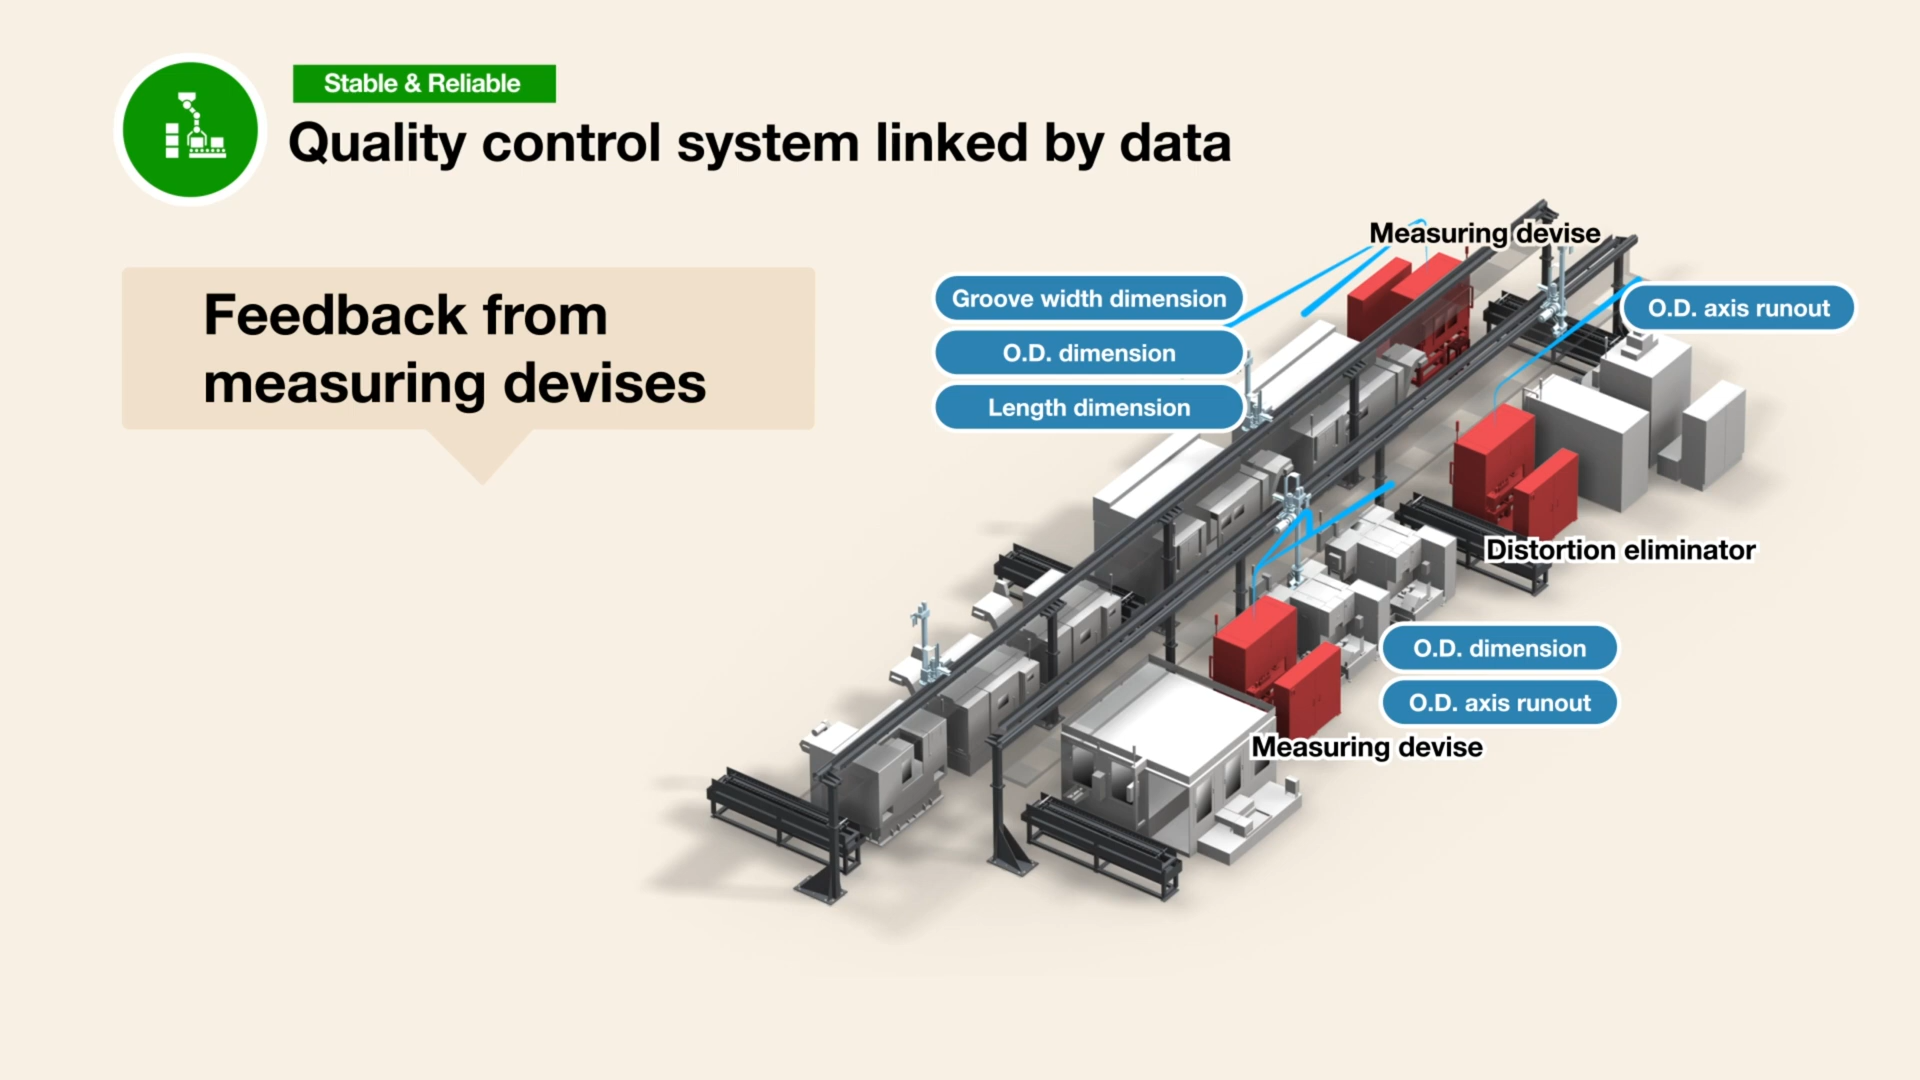 Stable & Reliable
Quality control system linked by data
Feedback from
measuring devises
Measuring devise
Groove width dimension
O.D. dimension
Length dimension
O.D. axis runout
Distortion eliminator
O.D. dimension
O.D. axis runout
Measuring devise